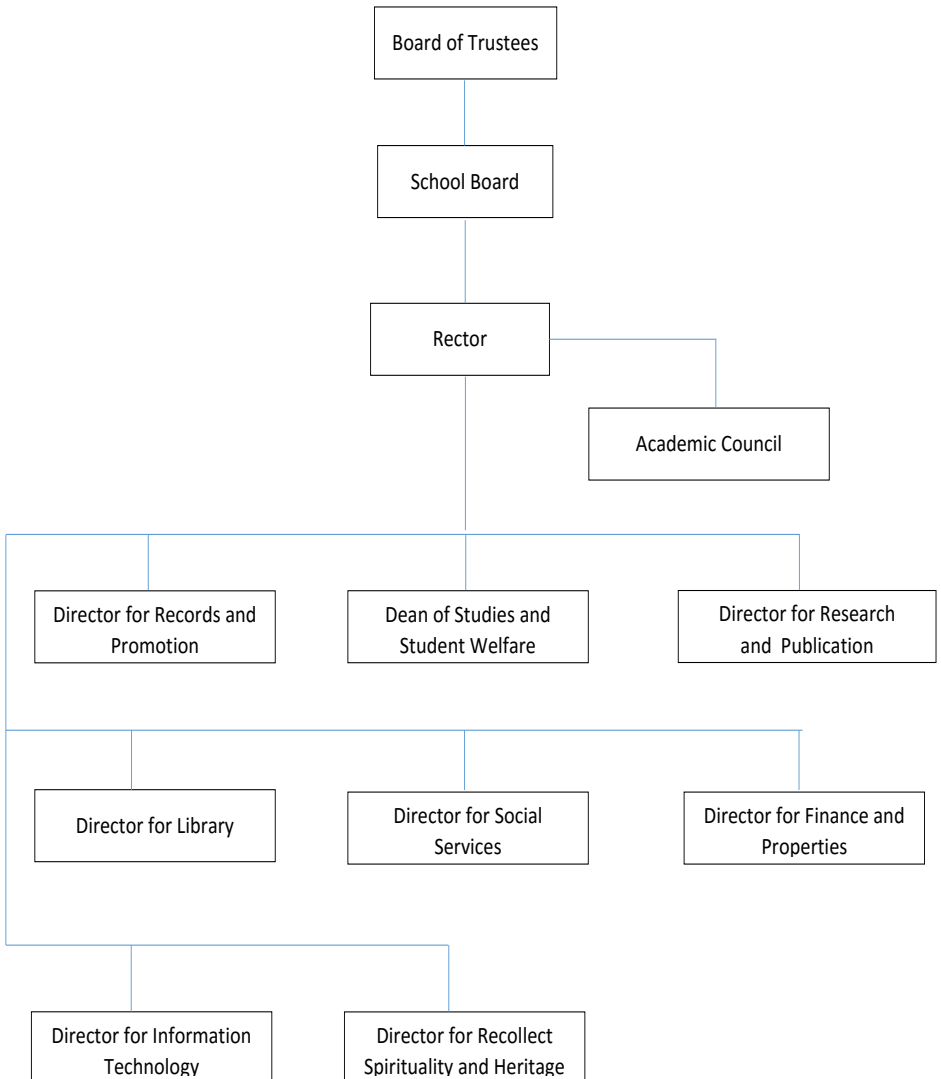 Board of Trustees
School Board
Rector
Academic Council
Director for Records and
Promotion
Dean of Studies and
Student Welfare
Director for Research
and Publication
Director for Library
Director for Social
Services
Director for Finance and
Properties
Director for Information
Technology
Director for Recollect
Spirituality and Heritage